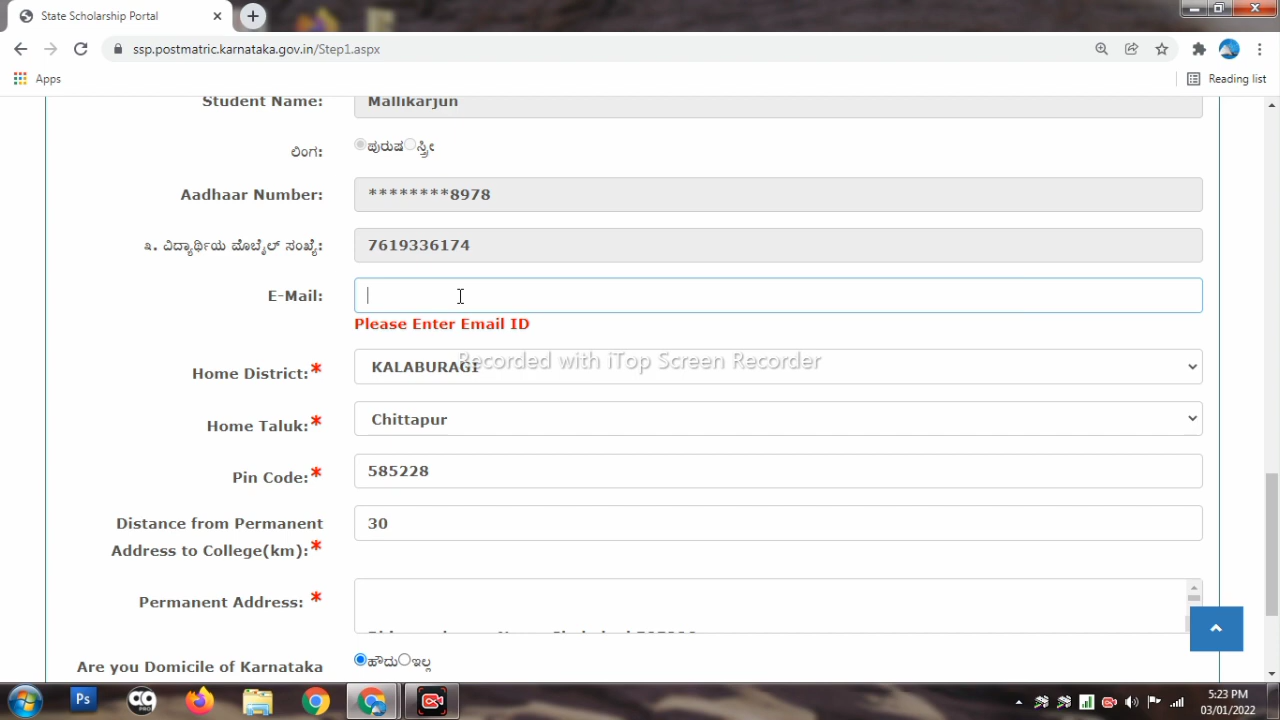 State Scholarship Portal
ssp.postmatric.karnataka.gov.in/Step1.aspx
Apps
Reading list
Student Name: Mallikarjun
ಲಿಂಗ: ಪುರುಷ ಸ್ತ್ರೀ
Aadhaar Number: ********8978
೩. ವಿದ್ಯಾರ್ಥಿಯ ಮೊಬೈಲ್ ಸಂಖ್ಯೆ: 7619336174
E-Mail:
Please Enter Email ID
Recorded with iTop Screen Recorder
Home District:* KALABURAGI
Home Taluk:* Chittapur
Pin Code:* 585228
Distance from Permanent
Address to College(km):* 30
Permanent Address: *
Are you Domicile of Karnataka ಹೌದು ಇಲ್ಲ
Ps
PRO
5:23 PM
03/01/2022